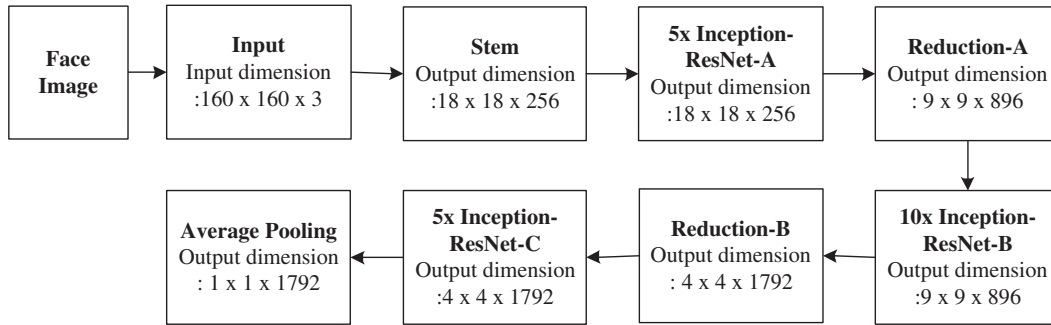 Face
Image
Input
Input dimension
:160 x 160 x 3
Stem
Output dimension
:18 x 18 x 256
5x Inception-
ResNet-A
Output dimension
:18 x 18 x 256
Reduction-A
Output dimension
: 9 x 9 x 896
10x Inception-
ResNet-B
Output dimension
:9 x 9 x 896
Reduction-B
Output dimension
: 4 x 4 x 1792
5x Inception-
ResNet-C
Output dimension
:4 x 4 x 1792
Average Pooling
Output dimension
: 1 x 1 x 1792